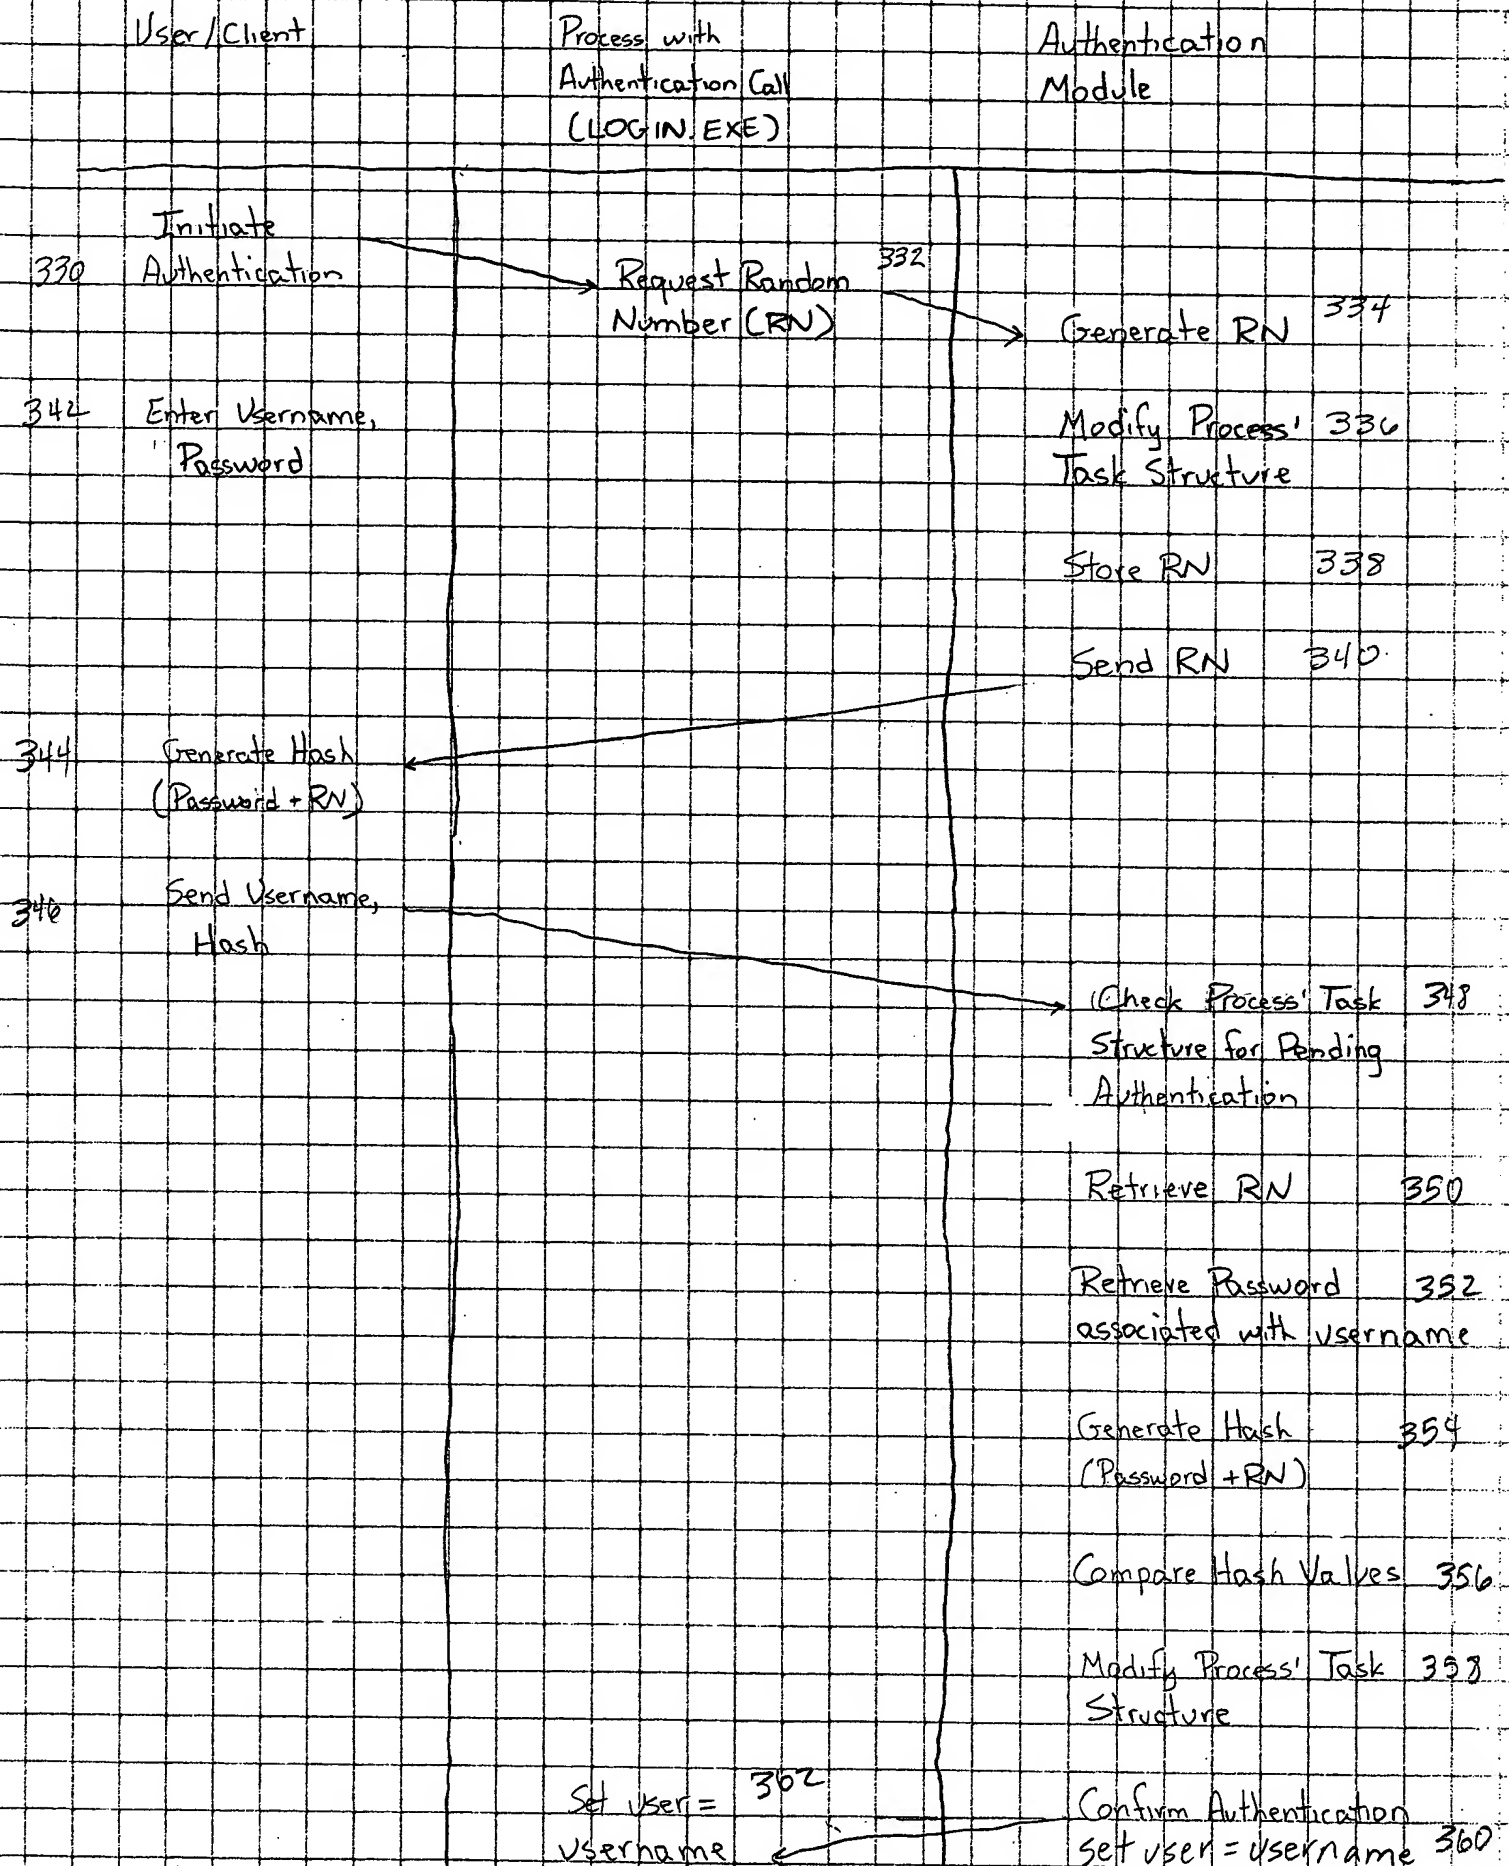 User/Client
Process with
Authentication Call
(LOGIN.EXE)
Authentication
Module
Initiate
330 Authentication
Request Random 332
Number (RN)
Generate RN 334
342 Enter Username,
Password
Modify Process' 336
Task Structure
Store RN 338
Send RN 340
344 Generate Hash
(Password + RN)
346 Send Username,
Hash
Check Process' Task 348
Structure for Pending
Authentication
Retrieve RN 350
Retrieve Password 352
associated with username
Generate Hash 354
(Password + RN)
Compare Hash Values 356
Modify Process' Task 358
Structure
Set user = 362
username
Confirm Authentication
set user = username 360